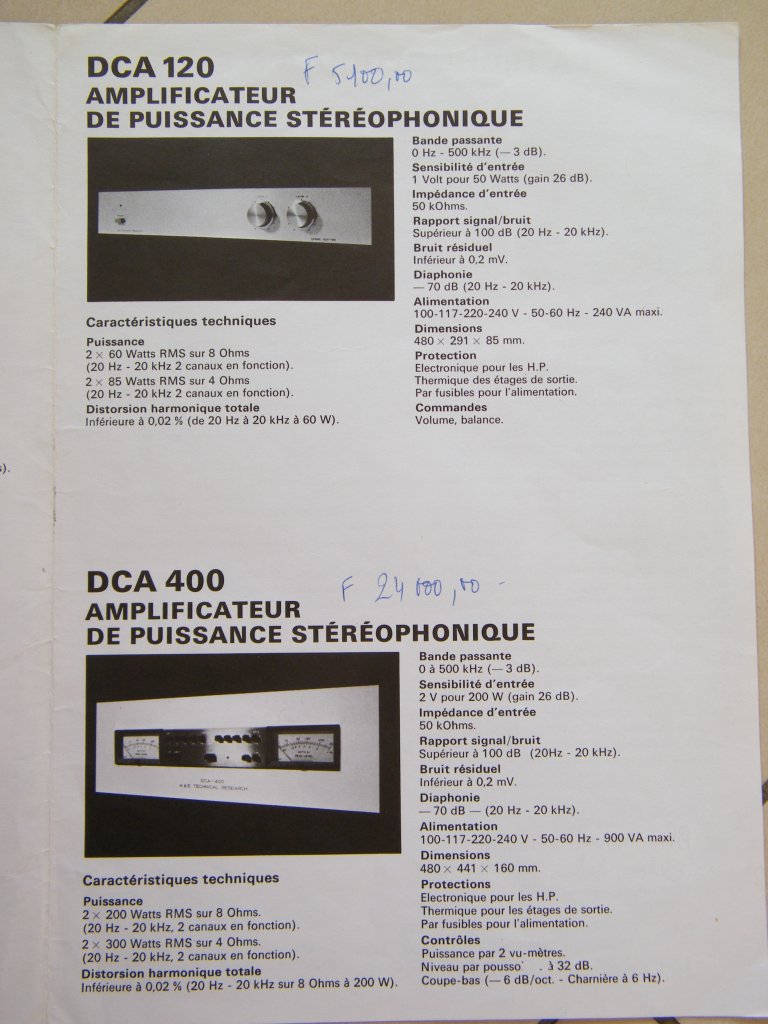 DCA 120
F 5100,00
AMPLIFICATEUR
DE PUISSANCE STÉRÉOPHONIQUE
Caractéristiques techniques
Puissance
2 × 60 Watts RMS sur 8 Ohms
(20 Hz - 20 kHz 2 canaux en fonction).
2 × 85 Watts RMS sur 4 Ohms
(20 Hz - 20 kHz 2 canaux en fonction).
Distorsion harmonique totale
Inférieure à 0,02 % (de 20 Hz à 20 kHz à 60 W).
Bande passante
0 Hz - 500 kHz (— 3 dB).
Sensibilité d'entrée
1 Volt pour 50 Watts (gain 26 dB).
Impédance d'entrée
50 kOhms.
Rapport signal/bruit
Supérieur à 100 dB (20 Hz - 20 kHz).
Bruit résiduel
Inférieur à 0,2 mV.
Diaphonie
— 70 dB (20 Hz - 20 kHz).
Alimentation
100-117-220-240 V - 50-60 Hz - 240 VA maxi.
Dimensions
480 × 291 × 85 mm.
Protection
Electronique pour les H.P.
Thermique des étages de sortie.
Par fusibles pour l'alimentation.
Commandes
Volume, balance.
s).
DCA 400
F 24000,00 -
AMPLIFICATEUR
DE PUISSANCE STÉRÉOPHONIQUE
DCA-400
A&E TECHNICAL RESEARCH
Caractéristiques techniques
Puissance
2 × 200 Watts RMS sur 8 Ohms.
(20 Hz - 20 kHz, 2 canaux en fonction).
2 × 300 Watts RMS sur 4 Ohms.
(20 Hz - 20 kHz, 2 canaux en fonction).
Distorsion harmonique totale
Inférieure à 0,02 % (20 Hz - 20 kHz sur 8 Ohms à 200 W).
Bande passante
0 à 500 kHz (— 3 dB).
Sensibilité d'entrée
2 V pour 200 W (gain 26 dB).
Impédance d'entrée
50 kOhms.
Rapport signal/bruit
Supérieur à 100 dB (20Hz - 20 kHz).
Bruit résiduel
Inférieur à 0,2 mV.
Diaphonie
— 70 dB — (20 Hz - 20 kHz).
Alimentation
100-117-220-240 V - 50-60 Hz - 900 VA maxi.
Dimensions
480 × 441 × 160 mm.
Protections
Electronique pour les H.P.
Thermique pour les étages de sortie.
Par fusibles pour l'alimentation.
Contrôles
Puissance par 2 vu-mètres.
Niveau par pousso . à 32 dB.
Coupe-bas (— 6 dB/oct. - Charnière à 6 Hz).